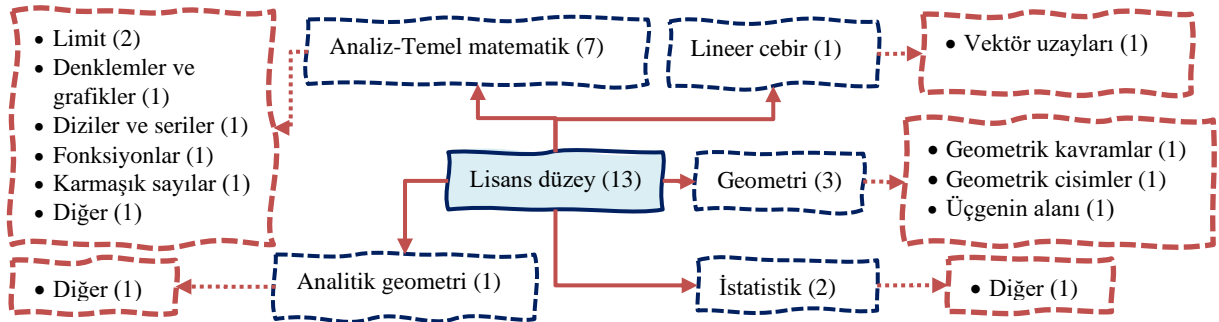 • Limit (2)
• Denklemler ve
grafikler (1)
• Diziler ve seriler (1)
• Fonksiyonlar (1)
• Karmaşık sayılar (1)
• Diğer (1)
Analiz-Temel matematik (7)
Lineer cebir (1)
• Vektör uzayları (1)
Lisans düzey (13)
Geometri (3)
• Geometrik kavramlar (1)
• Geometrik cisimler (1)
• Üçgenin alanı (1)
• Diğer (1)
Analitik geometri (1)
İstatistik (2)
• Diğer (1)